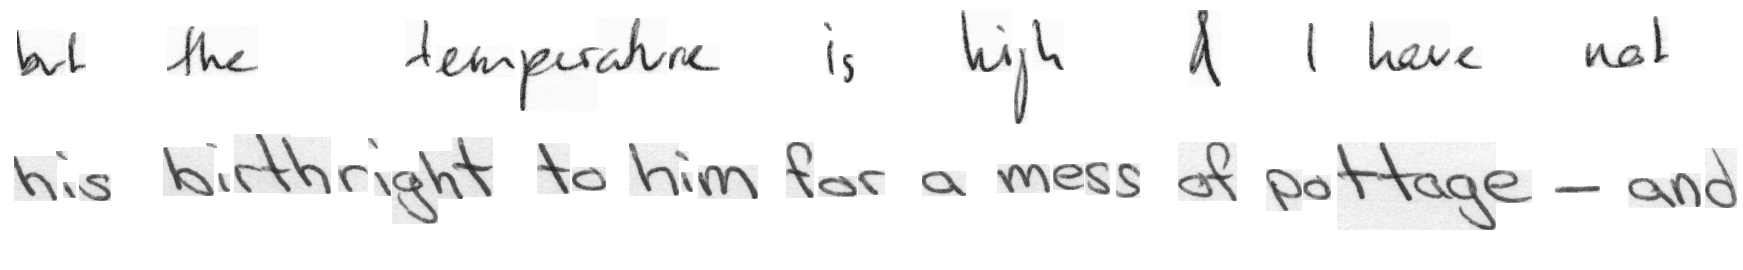 but the temperature is high & I have not
his birthright to him for a mess of pottage - and